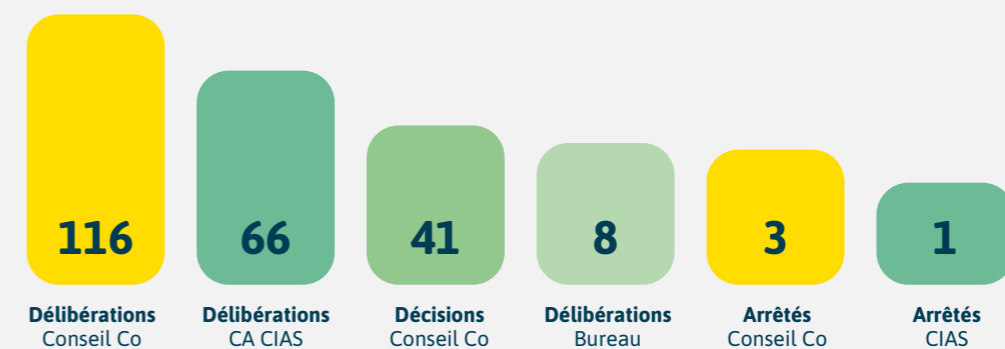 116 66 41 8 3 1
Délibérations Délibérations Décisions Délibérations Arrêtés Arrêtés
Conseil Co CA CIAS Conseil Co Bureau Conseil Co CIAS